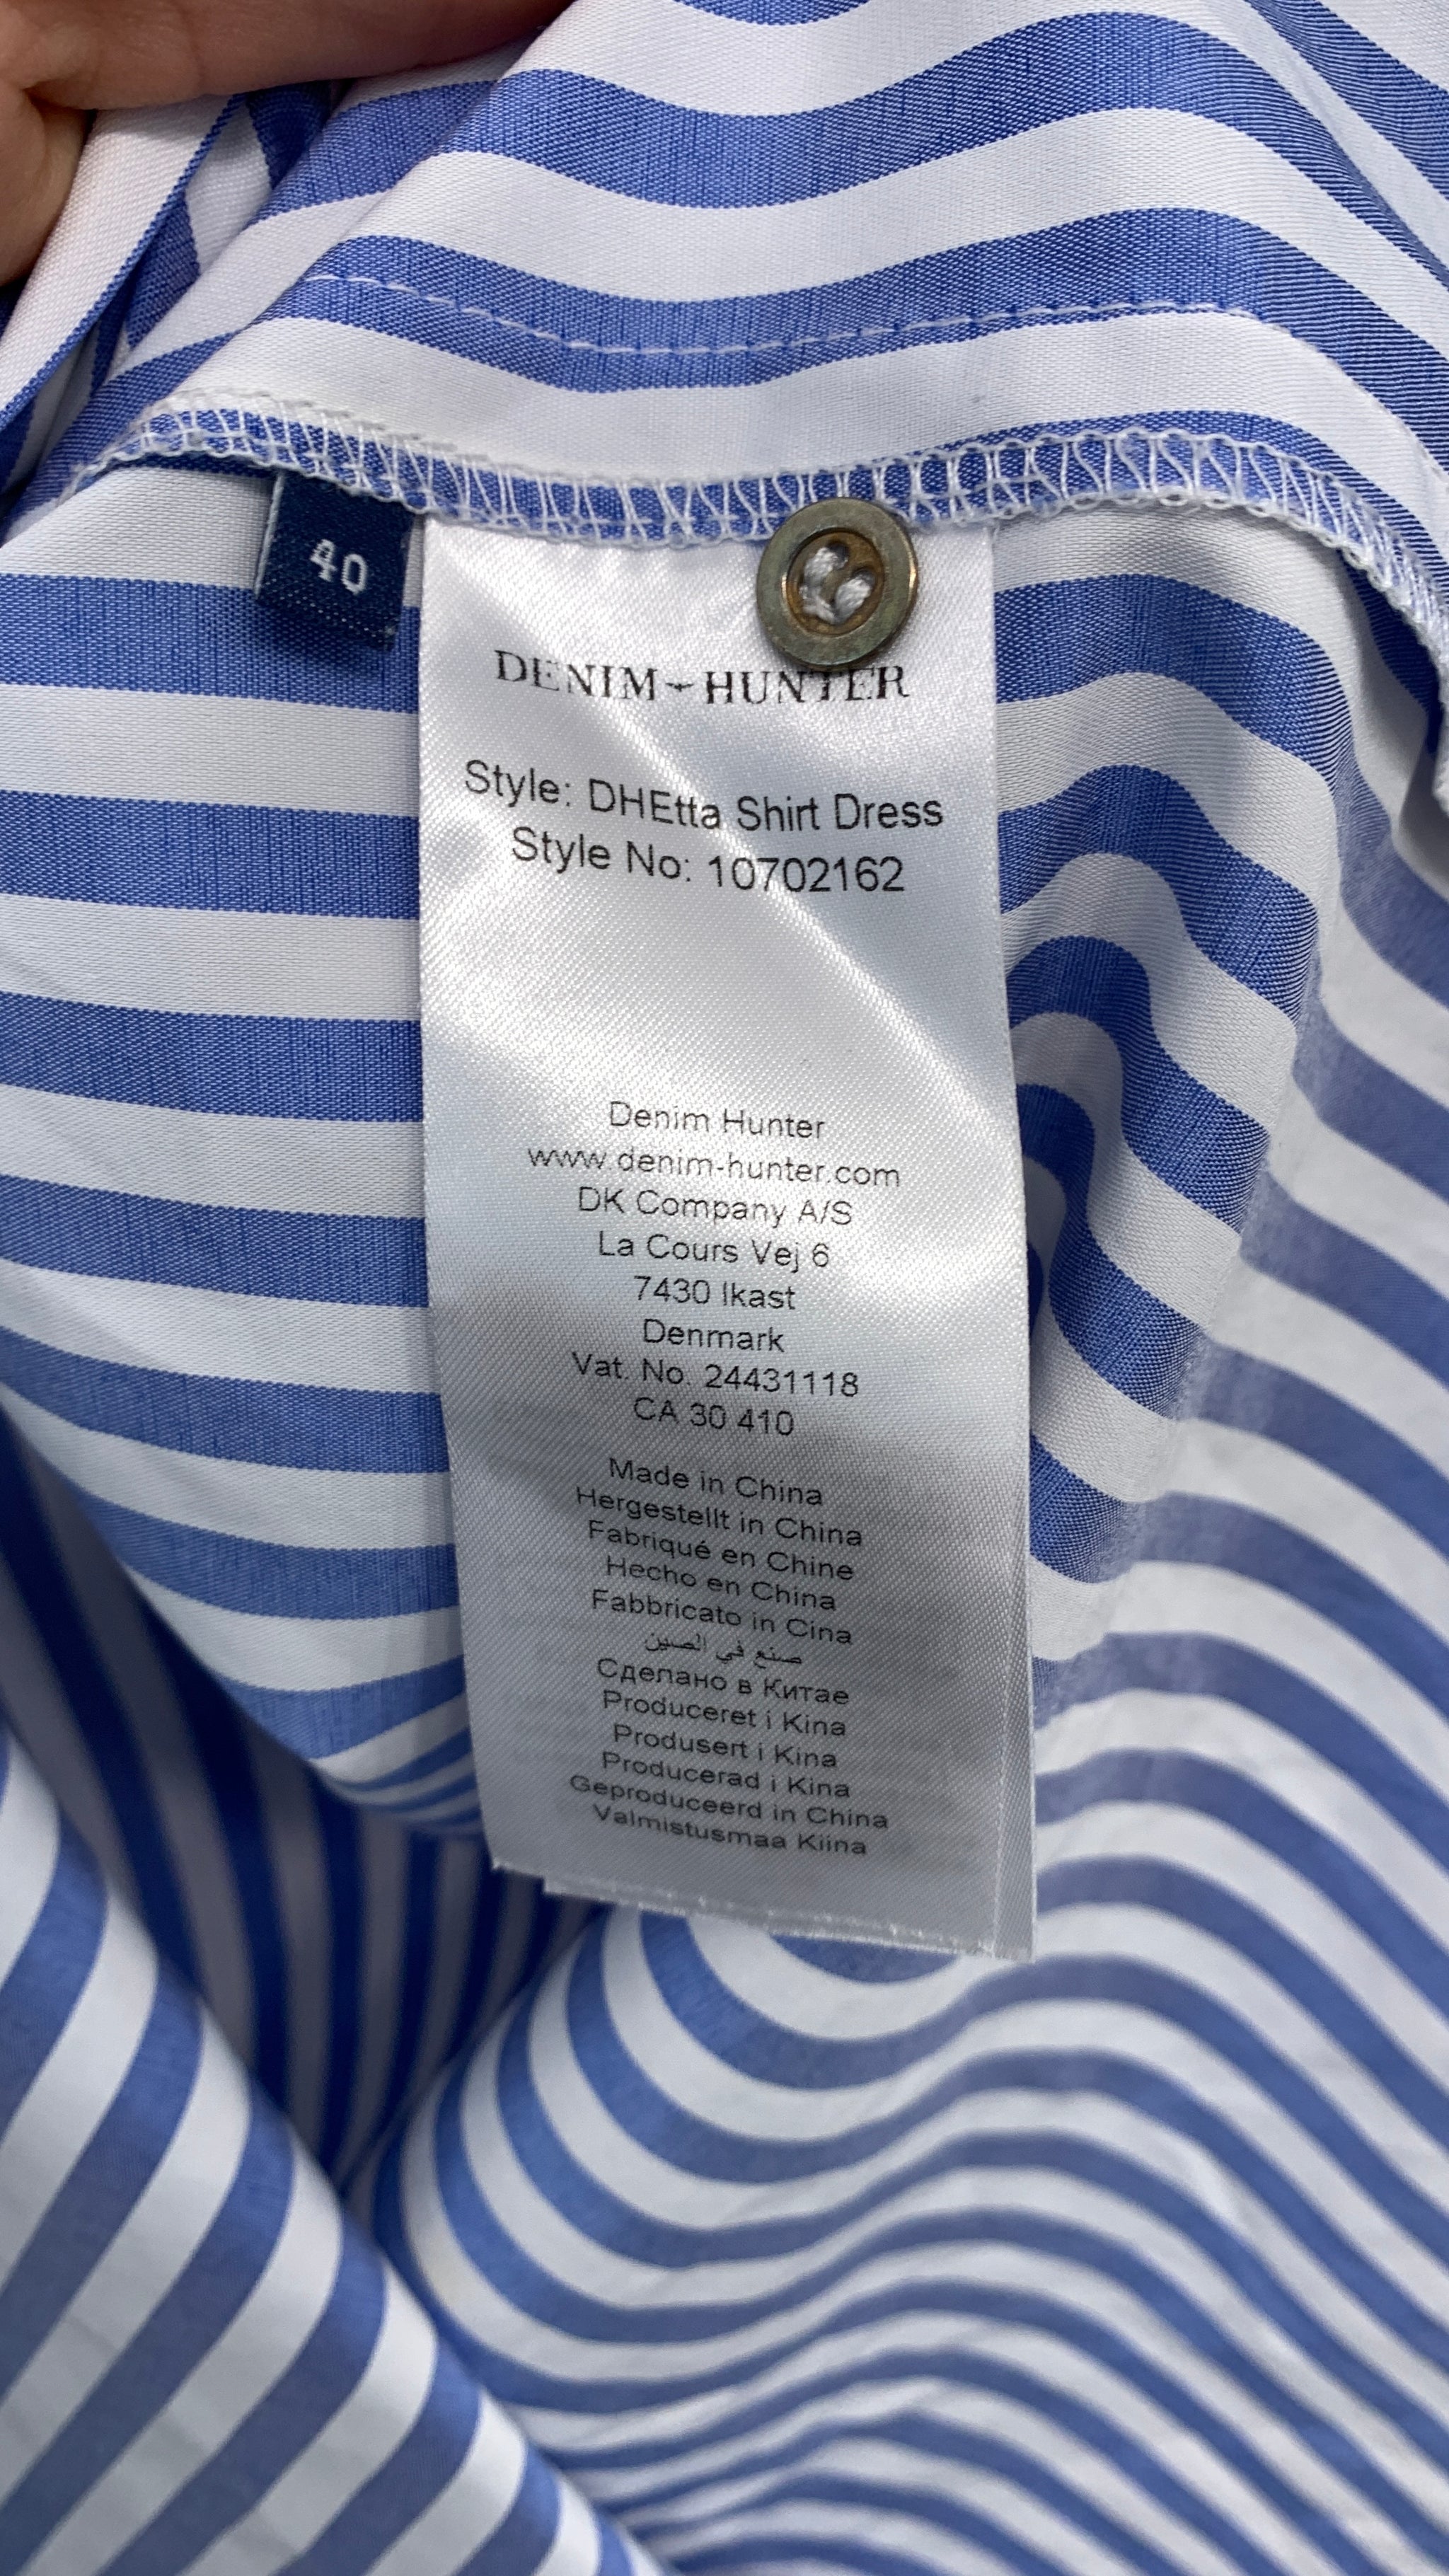 40
DENIM-HUNTER
Style: DHEtta Shirt Dress
Style No: 10702162
Denim Hunter
www.denim-hunter.com
DK Company A/S
La Cours Vej 6
7430 Ikast
Denmark
Vat. No. 24431118
CA 30 410
Made in China
Hergestellt in China
Fabriqué en Chine
Hecho en China
Fabbricato in Cina
صنع في الصين
Сделано в Китае
Produceret i Kina
Produsert i Kina
Producerad i Kina
Geproduceerd in China
Valmistusmaa Kiina